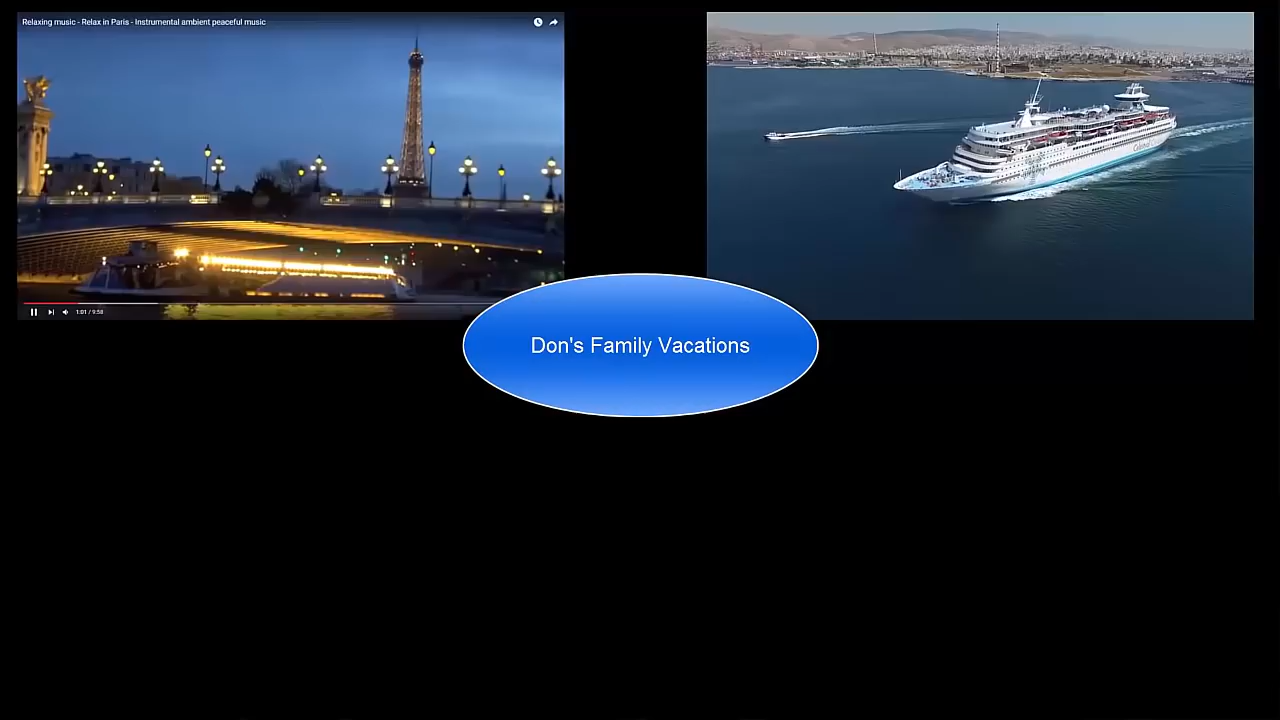 Relaxing music - Relax in Paris - Instrumental ambient peaceful music
1:01 / 9:58
Don's Family Vacations